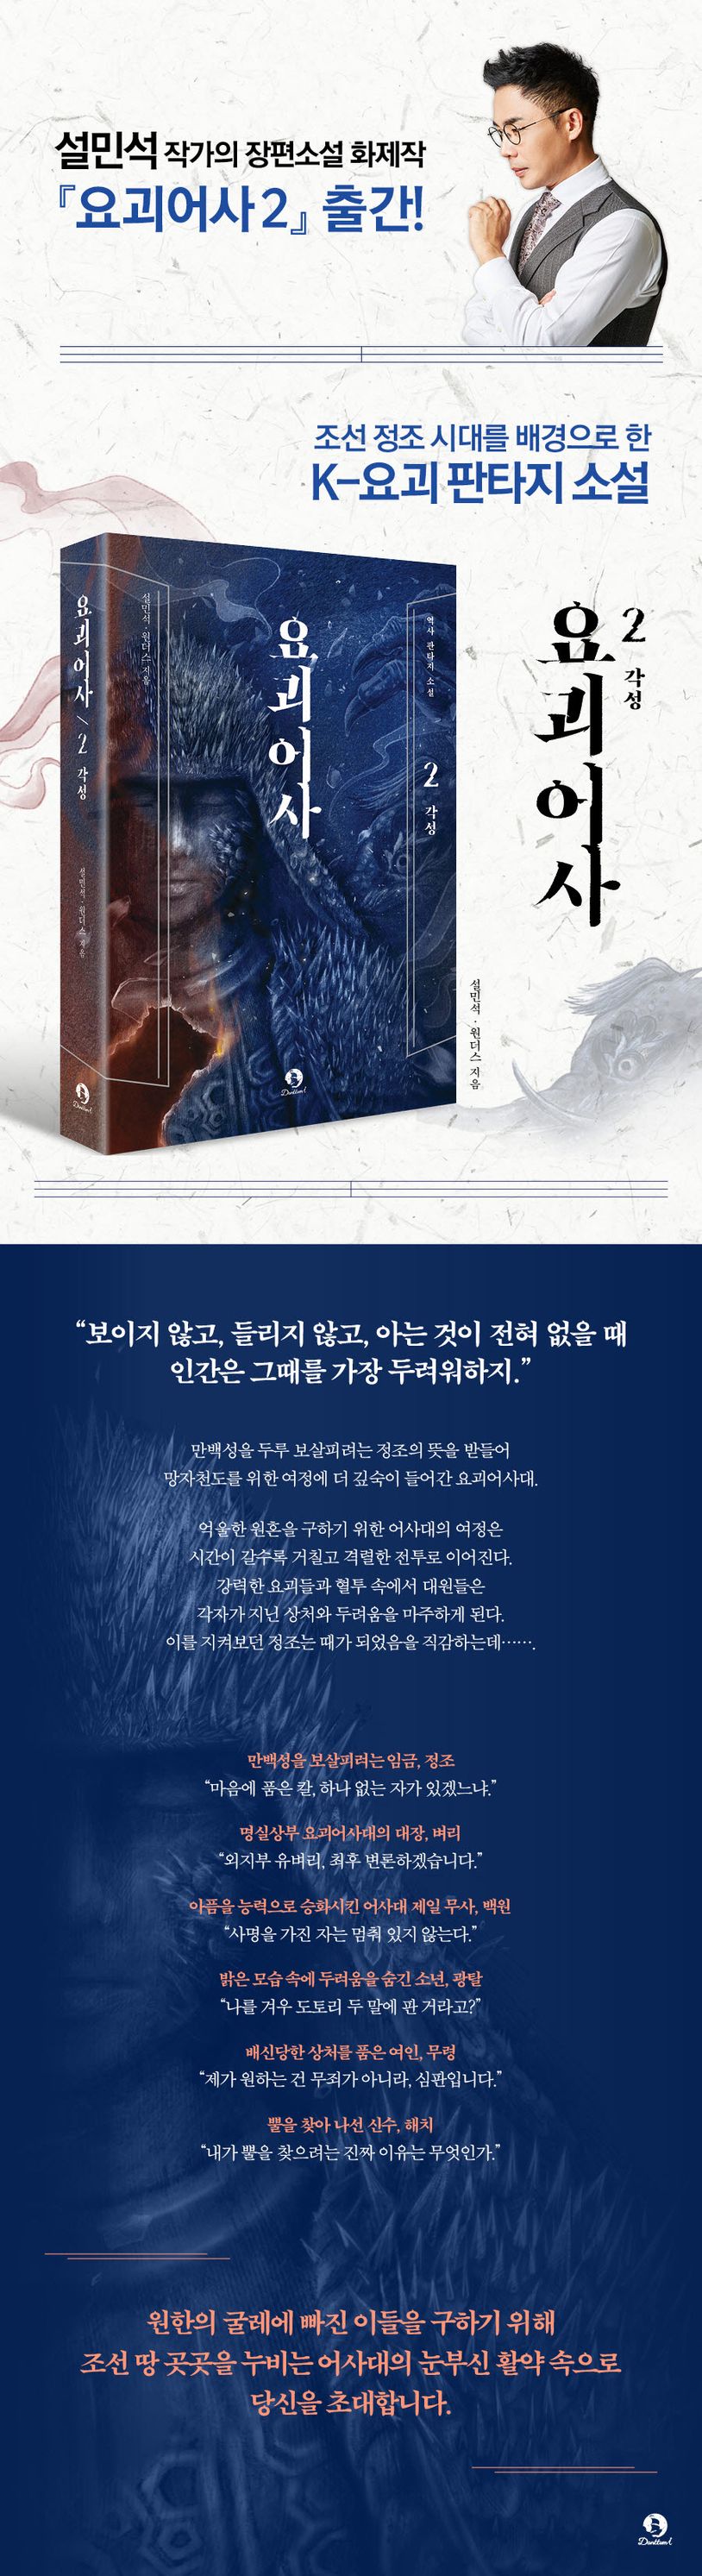 설민석 작가의 장편소설 화제작
『요괴어사 2』 출간!
조선 정조 시대를 배경으로 한
K-요괴 판타지 소설
요괴어사 2 각성
설민석·원더스 지음
설민석·원더스 지음
요괴어사
역사 판타지 소설
2 각성
Dankkum i
Dankkum i
요괴어사
2 각성
설민석·원더스 지음
“보이지 않고, 들리지 않고, 아는 것이 전혀 없을 때
인간은 그때를 가장 두려워하지.”
만백성을 두루 보살피려는 정조의 뜻을 받들어
망자천도를 위한 여정에 더 깊숙이 들어간 요괴어사대.
억울한 원혼을 구하기 위한 어사대의 여정은
시간이 갈수록 거칠고 격렬한 전투로 이어진다.
강력한 요괴들과 혈투 속에서 대원들은
각자가 지닌 상처와 두려움을 마주하게 된다.
이를 지켜보던 정조는 때가 되었음을 직감하는데…….
만백성을 보살피려는 임금, 정조
“마음에 품은 칼, 하나 없는 자가 있겠느냐.”
명실상부 요괴어사대의 대장, 벼리
“외지부 유벼리, 최후 변론하겠습니다.”
아픔을 능력으로 승화시킨 어사대 제일 무사, 백원
“사명을 가진 자는 멈춰 있지 않는다.”
밝은 모습 속에 두려움을 숨긴 소년, 광탈
“나를 겨우 도토리 두 말에 판 거라고?”
배신당한 상처를 품은 여인, 무령
“제가 원하는 건 무죄가 아니라, 심판입니다.”
뿔을 찾아 나선 신수, 해치
“내가 뿔을 찾으려는 진짜 이유는 무엇인가.”
원한의 굴레에 빠진 이들을 구하기 위해
조선 땅 곳곳을 누비는 어사대의 눈부신 활약 속으로
당신을 초대합니다.
Dankkum i